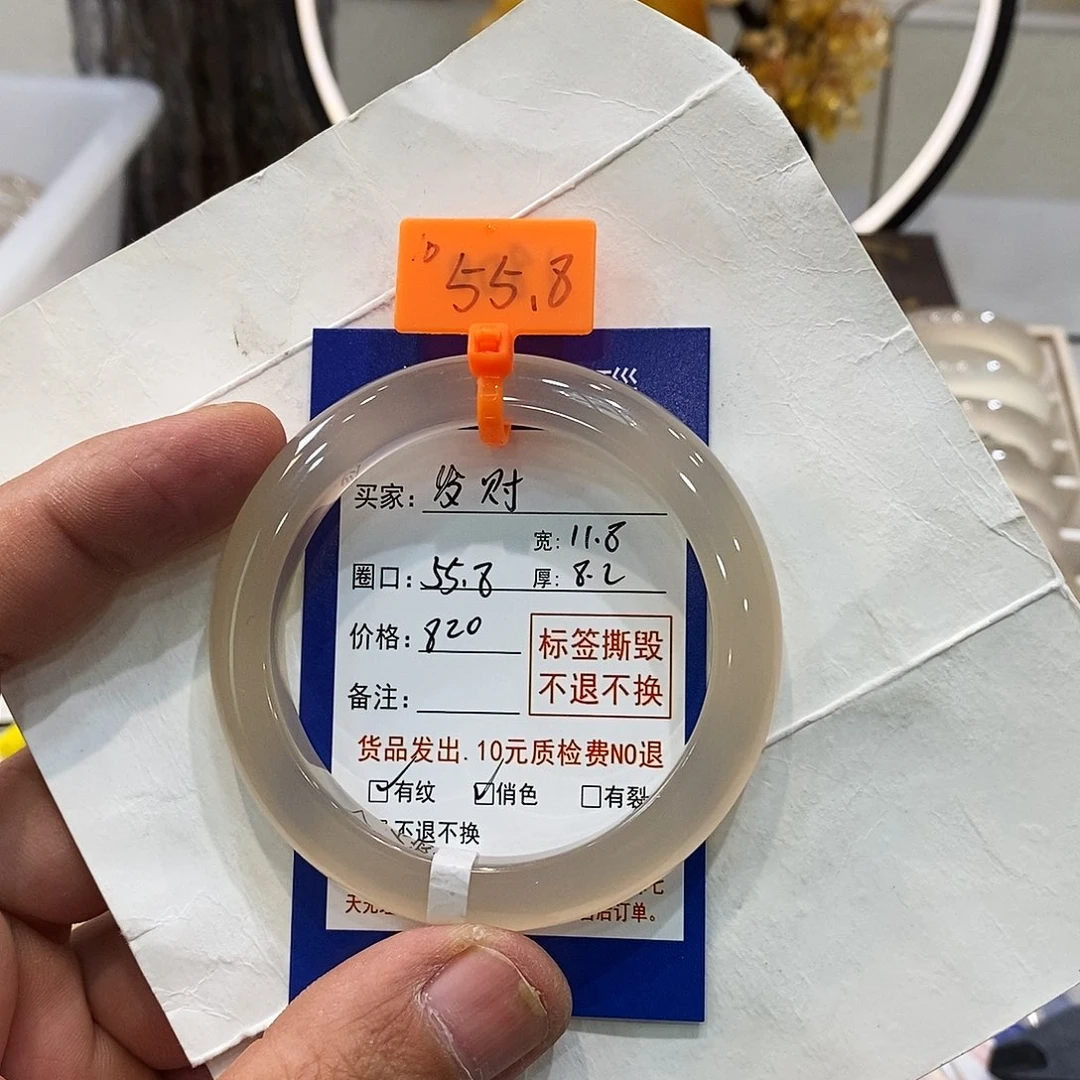 55.8
买家: 发财
宽: 11.8
圈口: 55.8 厚: 8.2
价格: 820
标签撕毁
不退不换
备注:
货品发出.10元质检费NO退
有纹 俏色 有裂
不退不换
订单。